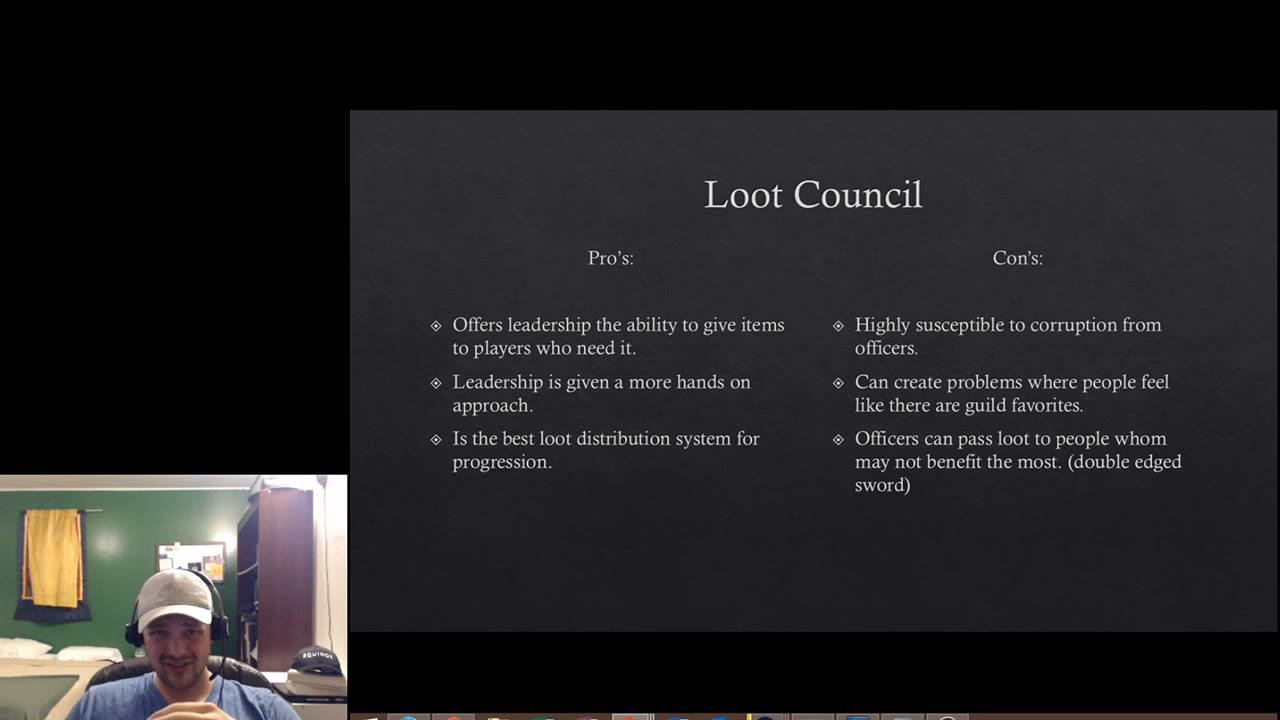 Loot Council
Pro's:
Offers leadership the ability to give items
to players who need it.
Leadership is given a more hands on
approach.
Is the best loot distribution system for
progression.
Con's:
Highly susceptible to corruption from
officers.
Can create problems where people feel
like there are guild favorites.
Officers can pass loot to people whom
may not benefit the most. (double edged
sword)
EQUINOX